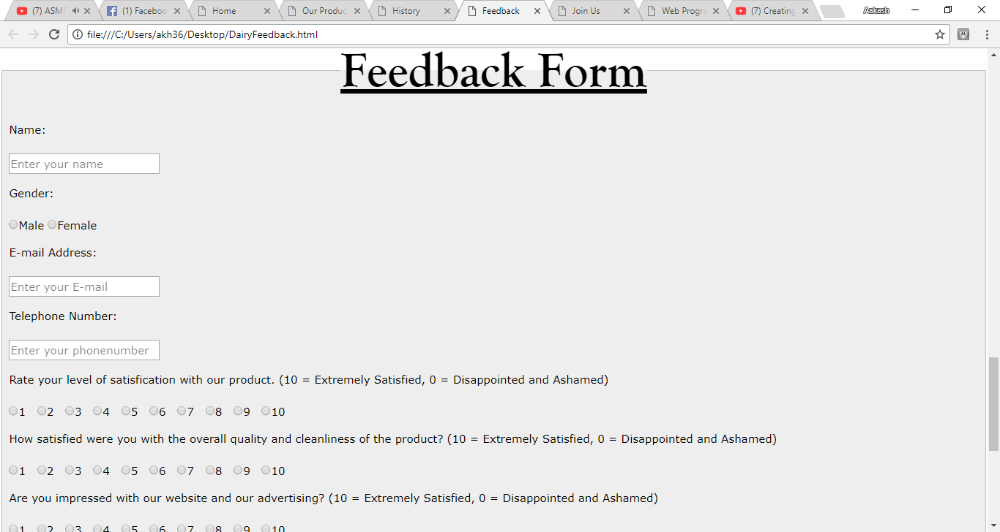 (7) ASMR (1) Facebo Home Our Produc History Feedback Join Us Web Progra (7) Creating Aakash
file:///C:/Users/akh36/Desktop/DairyFeedback.html
Feedback Form
Name:
Enter your name
Gender:
Male Female
E-mail Address:
Enter your E-mail
Telephone Number:
Enter your phonenumber
Rate your level of satisfication with our product. (10 = Extremely Satisfied, 0 = Disappointed and Ashamed)
1 2 3 4 5 6 7 8 9 10
How satisfied were you with the overall quality and cleanliness of the product? (10 = Extremely Satisfied, 0 = Disappointed and Ashamed)
1 2 3 4 5 6 7 8 9 10
Are you impressed with our website and our advertising? (10 = Extremely Satisfied, 0 = Disappointed and Ashamed)
1 2 3 4 5 6 7 8 9 10